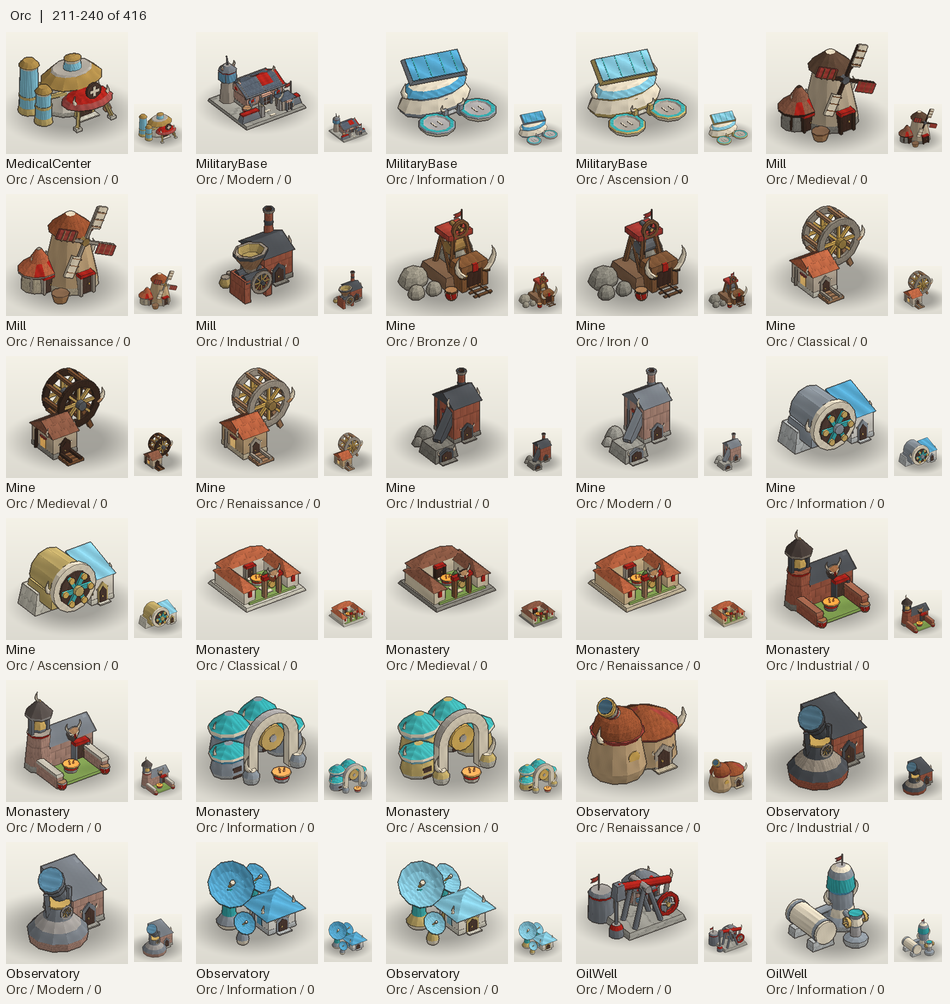 Orc | 211-240 of 416
MedicalCenter
Orc / Ascension / 0
MilitaryBase
Orc / Modern / 0
MilitaryBase
Orc / Information / 0
MilitaryBase
Orc / Ascension / 0
Mill
Orc / Medieval / 0
Mill
Orc / Renaissance / 0
Mill
Orc / Industrial / 0
Mine
Orc / Bronze / 0
Mine
Orc / Iron / 0
Mine
Orc / Classical / 0
Mine
Orc / Medieval / 0
Mine
Orc / Renaissance / 0
Mine
Orc / Industrial / 0
Mine
Orc / Modern / 0
Mine
Orc / Information / 0
Mine
Orc / Ascension / 0
Monastery
Orc / Classical / 0
Monastery
Orc / Medieval / 0
Monastery
Orc / Renaissance / 0
Monastery
Orc / Industrial / 0
Monastery
Orc / Modern / 0
Monastery
Orc / Information / 0
Monastery
Orc / Ascension / 0
Observatory
Orc / Renaissance / 0
Observatory
Orc / Industrial / 0
Observatory
Orc / Modern / 0
Observatory
Orc / Information / 0
Observatory
Orc / Ascension / 0
OilWell
Orc / Modern / 0
OilWell
Orc / Information / 0